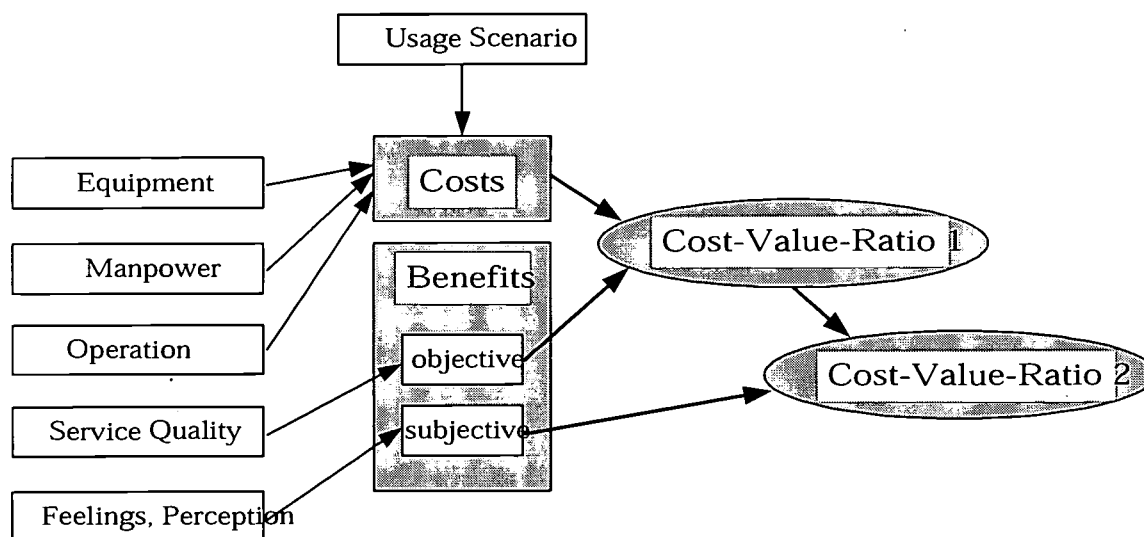 Usage Scenario
Equipment
Costs
Manpower
Cost-Value-Ratio 1
Benefits
Operation
objective
Cost-Value-Ratio 2
Service Quality
subjective
Feelings, Perception